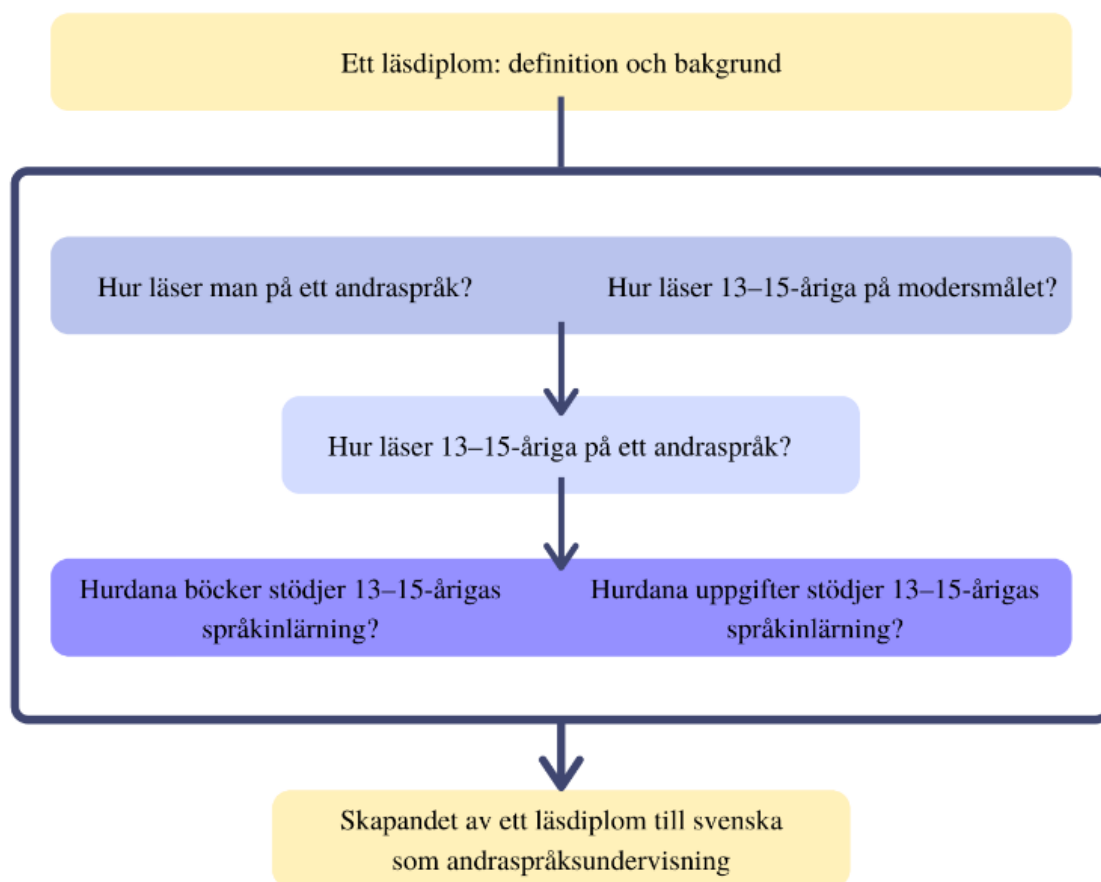 Ett läsdiplom: definition och bakgrund
Hur läser man på ett andraspråk?
Hur läser 13–15-åriga på modersmålet?
Hur läser 13–15-åriga på ett andraspråk?
Hurdana böcker stödjer 13–15-årigas
språkinlärning?
Hurdana uppgifter stödjer 13–15-årigas
språkinlärning?
Skapandet av ett läsdiplom till svenska
som andraspråksundervisning